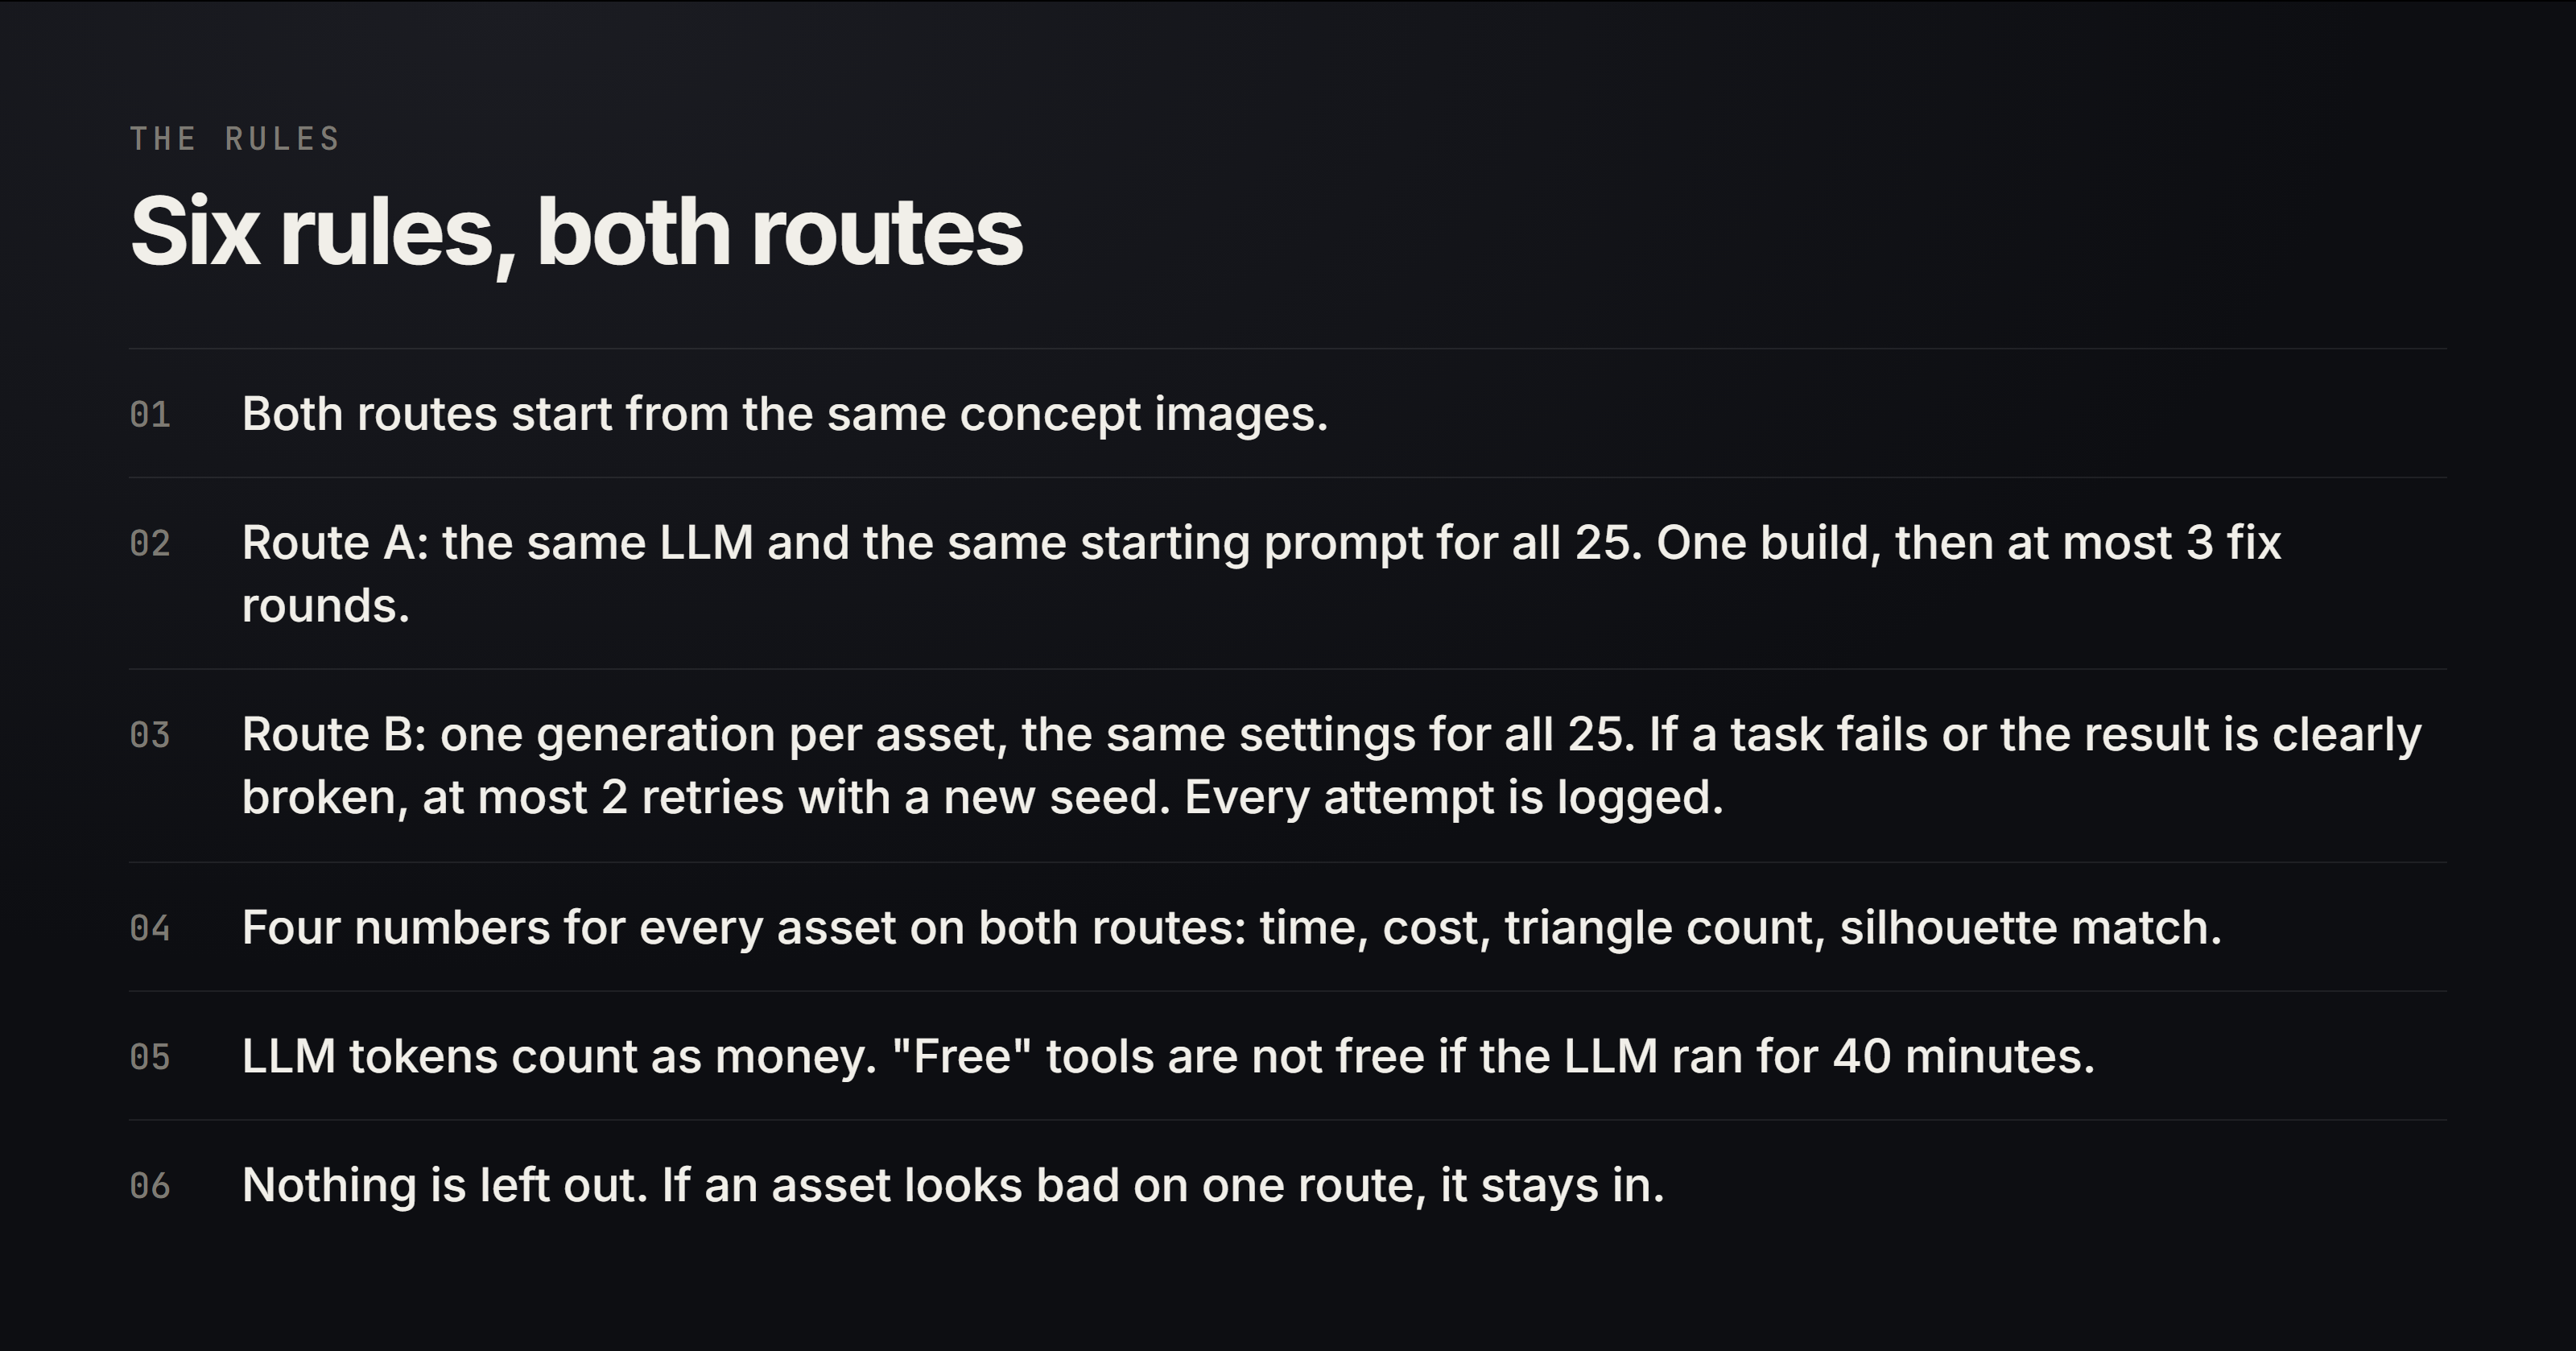 THE RULES
Six rules, both routes
01 Both routes start from the same concept images.
02 Route A: the same LLM and the same starting prompt for all 25. One build, then at most 3 fix
rounds.
03 Route B: one generation per asset, the same settings for all 25. If a task fails or the result is clearly
broken, at most 2 retries with a new seed. Every attempt is logged.
04 Four numbers for every asset on both routes: time, cost, triangle count, silhouette match.
05 LLM tokens count as money. "Free" tools are not free if the LLM ran for 40 minutes.
06 Nothing is left out. If an asset looks bad on one route, it stays in.